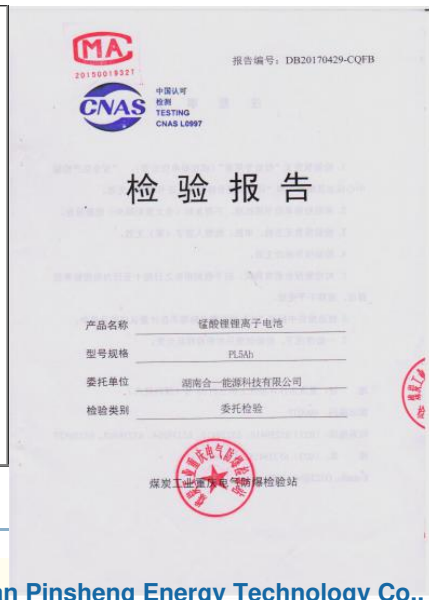 MA
2015001932T
报告编号：DB20170429-CQFB
CNAS
中国认可
检测
TESTING
CNAS L0997
检验报告
产品名称 锰酸锂锂离子电池
型号规格 PL5Ah
委托单位 湖南合一能源科技有限公司
检验类别 委托检验
煤炭工业重庆电气防爆检验站
n Pinsheng Energy Technology Co.,